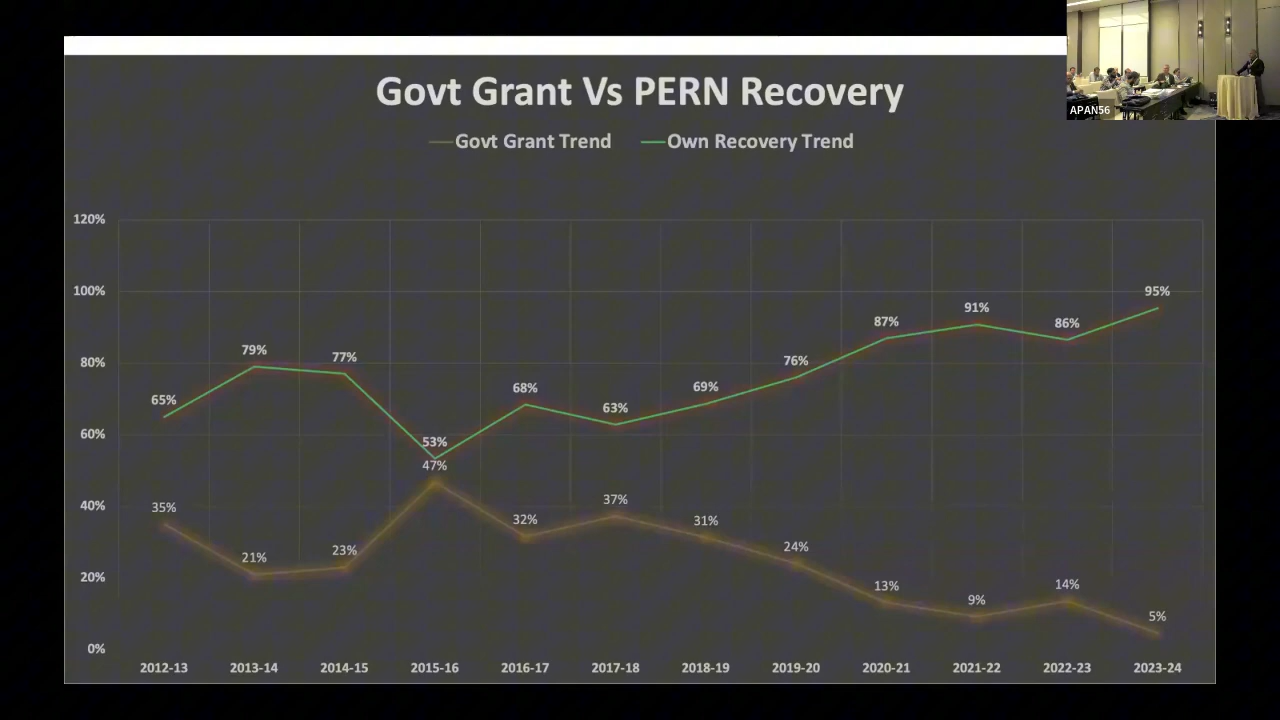 APAN56
Govt Grant Vs PERN Recovery
Govt Grant Trend Own Recovery Trend
120%
100%
80%
60%
40%
20%
0%
65% 79% 77% 53% 68% 63% 69% 76% 87% 91% 86% 95%
35% 21% 23% 47% 32% 37% 31% 24% 13% 9% 14% 5%
2012-13 2013-14 2014-15 2015-16 2016-17 2017-18 2018-19 2019-20 2020-21 2021-22 2022-23 2023-24